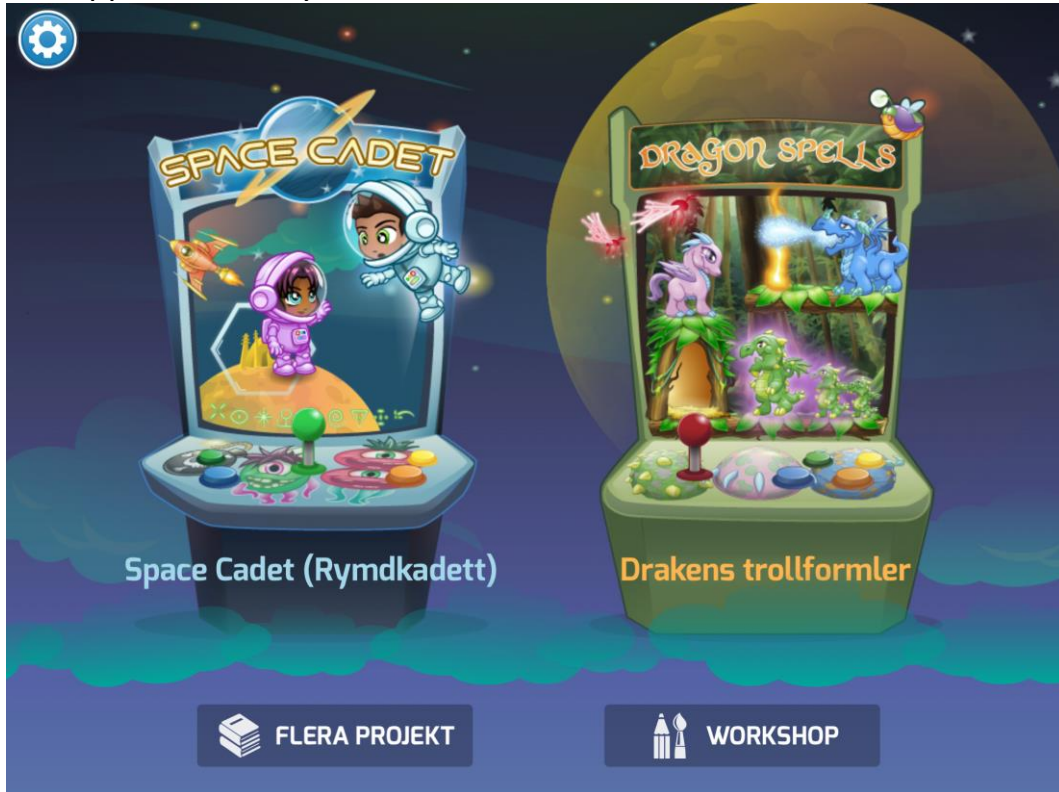 SPACE CADET
DRAGON SPELLS
Space Cadet (Rymdkadett)
Drakens trollformler
FLERA PROJEKT
WORKSHOP